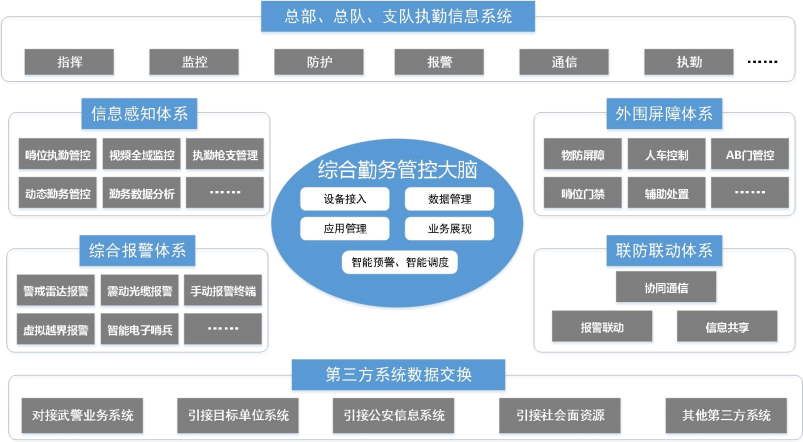 总部、总队、支队执勤信息系统
指挥
监控
防护
报警
通信
执勤
……
信息感知体系
哨位执勤管控
视频全域监控
执勤枪支管理
动态勤务管控
勤务数据分析
……
综合勤务管控大脑
设备接入
数据管理
应用管理
业务展现
智能预警、智能调度
外围屏障体系
物防屏障
人车控制
AB门管控
哨位门禁
辅助处置
……
综合报警体系
警戒雷达报警
震动光缆报警
手动报警终端
虚拟越界报警
智能电子哨兵
……
联防联动体系
协同通信
报警联动
信息共享
第三方系统数据交换
对接武警业务系统
引接目标单位系统
引接公安信息系统
引接社会面资源
其他第三方系统